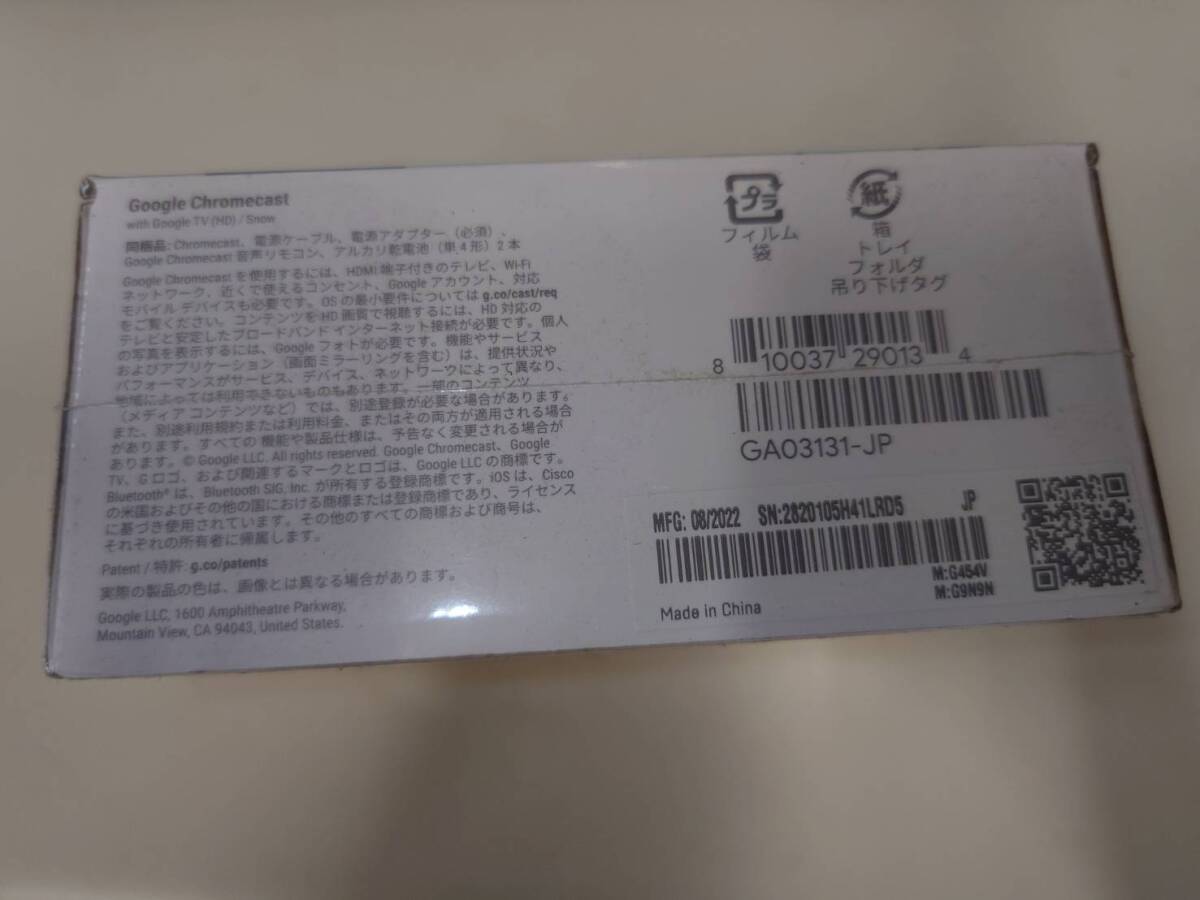 Google Chromecast
with Google TV (HD) / Snow
同梱品: Chromecast、電源ケーブル、電源アダプター（必須）、
Google Chromecast 音声リモコン、アルカリ乾電池（単 4 形）2 本
Google Chromecast を使用するには、HDMI 端子付きのテレビ、Wi-Fi
ネットワーク、近くで使えるコンセント、Google アカウント、対応
モバイル デバイスも必要です。OS の最小要件については g.co/cast/req
をご覧ください。コンテンツを HD 画質で視聴するには、HD 対応の
テレビと安定したブロードバンド インターネット接続が必要です。個人
の写真を表示するには、Google フォトが必要です。機能やサービス
およびアプリケーション（画面ミラーリングを含む）は、提供状況や
パフォーマンスがサービス、デバイス、ネットワークによって異なり、
地域によっては利用できないものもあります。一部のコンテンツ
（メディア コンテンツなど）では、別途登録が必要な場合があります。
また、別途利用規約または利用料金、またはその両方が適用される場合
があります。すべての 機能や製品仕様は、予告なく変更される場合が
あります。© Google LLC. All rights reserved. Google Chromecast、Google
TV、G ロゴ、および関連するマークとロゴは、Google LLC の商標です。
Bluetooth® は、Bluetooth SIG, Inc. が所有する登録商標です。iOS は、Cisco
の米国およびその他の国における商標または登録商標であり、ライセンス
に基づき使用されています。その他のすべての商標および商号は、
それぞれの所有者に帰属します。
Patent / 特許: g.co/patents
実際の製品の色は、画像とは異なる場合があります。
Google LLC, 1600 Amphitheatre Parkway,
Mountain View, CA 94043, United States.
プラ
フィルム
袋
紙
箱
トレイ
フォルダ
吊り下げタグ
8 10037 29013 4
GA03131-JP
MFG: 08/2022 SN:2820105H41LRD5 JP
M:G454V
M:G9N9N
Made in China